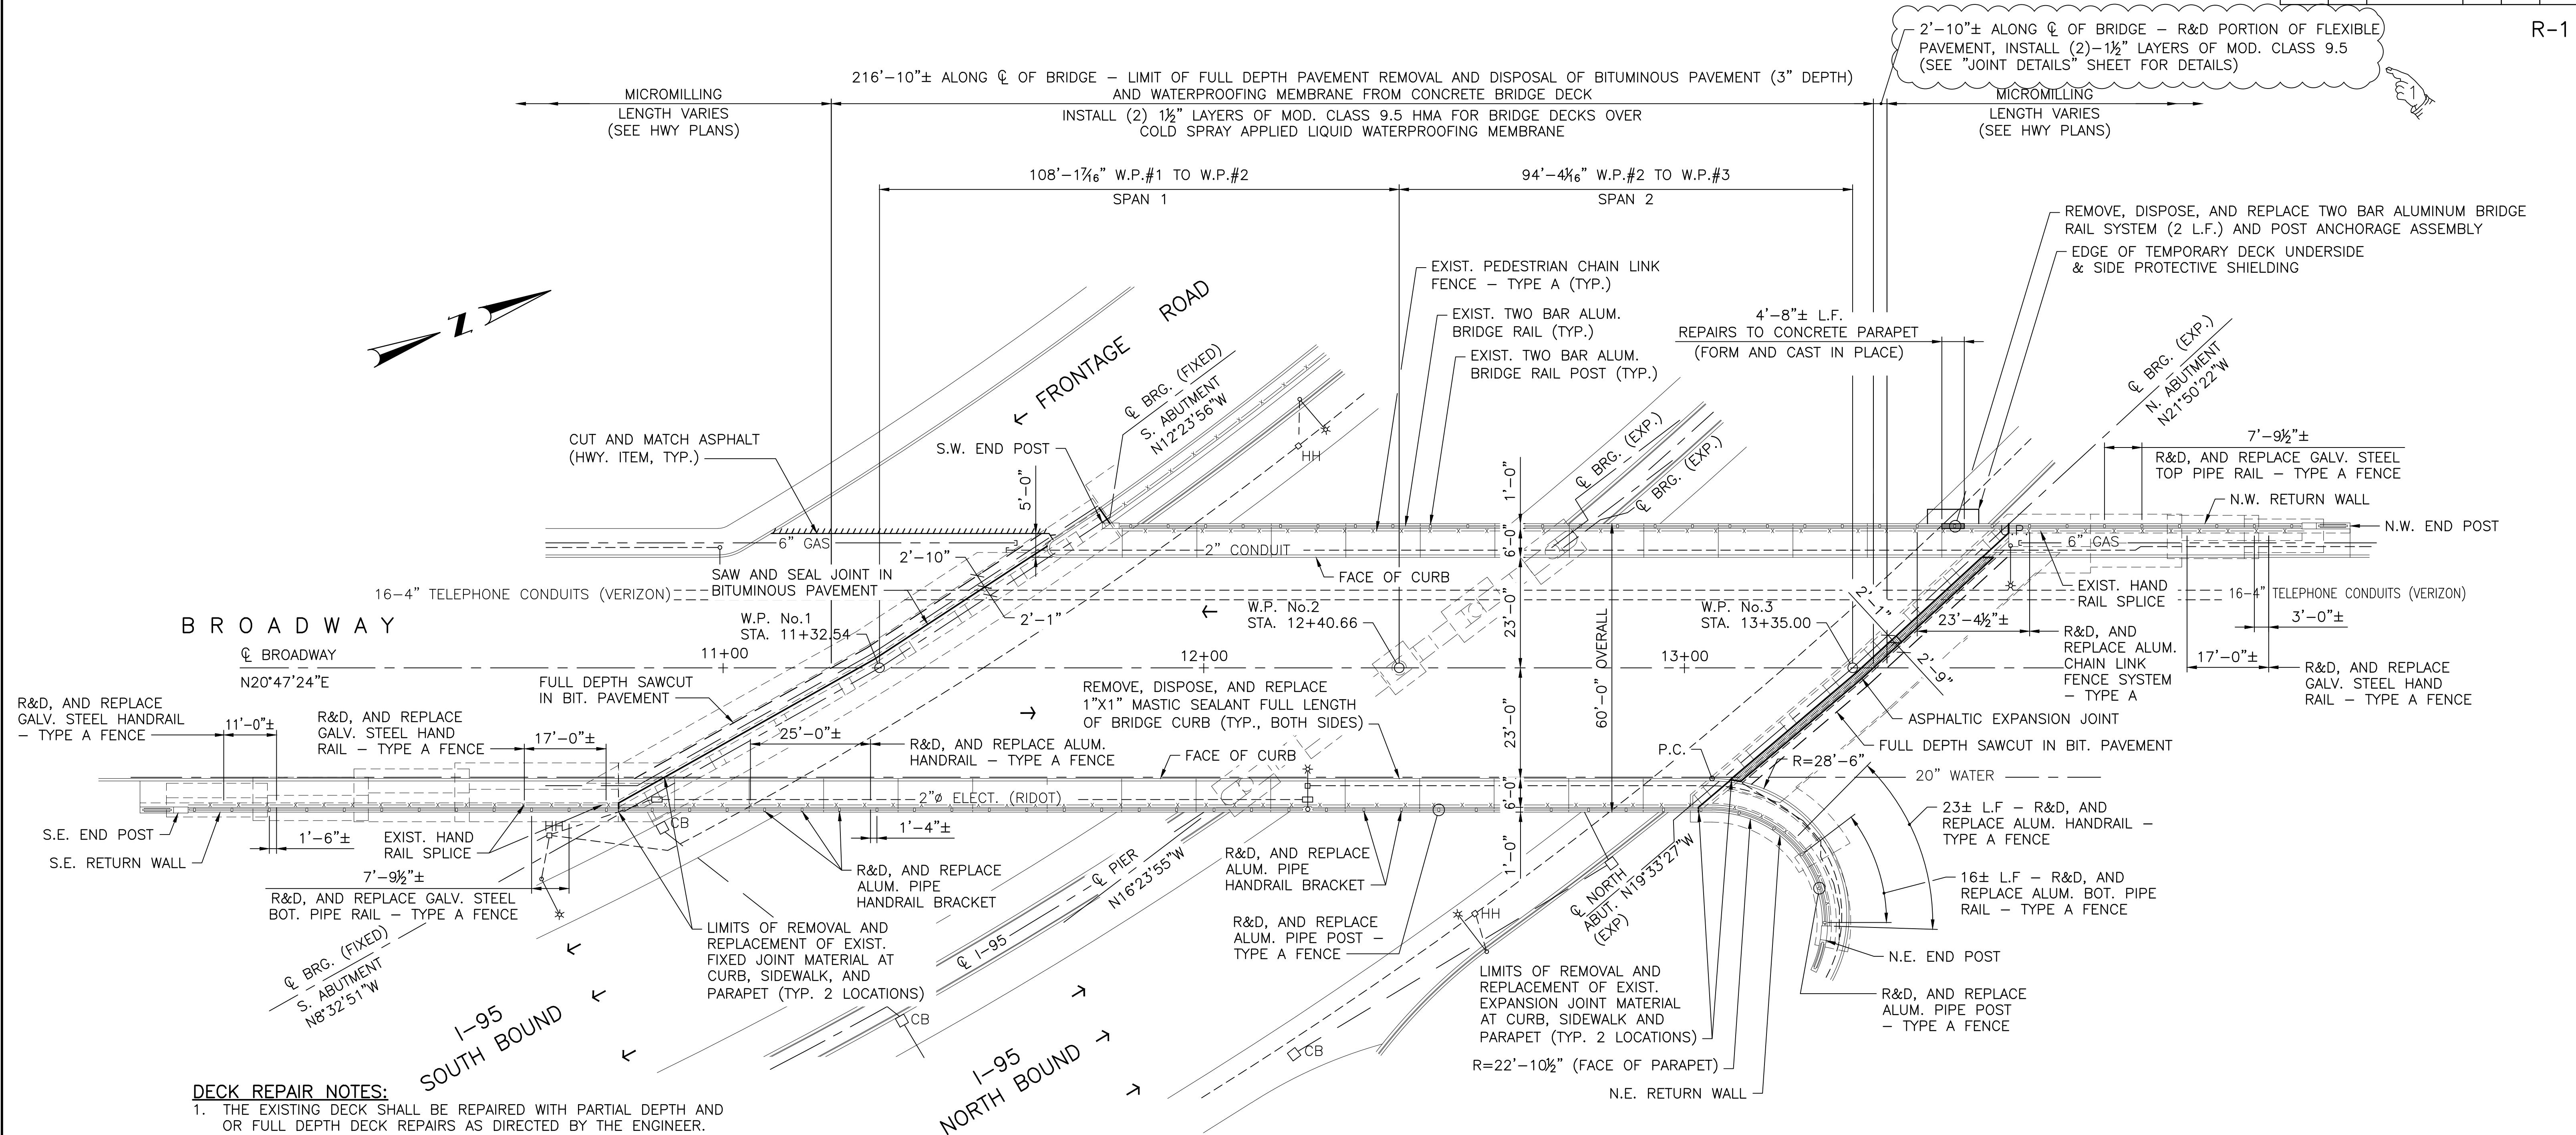 R-1
2'-10"± ALONG ℄ OF BRIDGE – R&D PORTION OF FLEXIBLE
PAVEMENT, INSTALL (2)-1½" LAYERS OF MOD. CLASS 9.5
(SEE "JOINT DETAILS" SHEET FOR DETAILS)
1
216'-10"± ALONG ℄ OF BRIDGE – LIMIT OF FULL DEPTH PAVEMENT REMOVAL AND DISPOSAL OF BITUMINOUS PAVEMENT (3" DEPTH)
AND WATERPROOFING MEMBRANE FROM CONCRETE BRIDGE DECK
INSTALL (2) 1½" LAYERS OF MOD. CLASS 9.5 HMA FOR BRIDGE DECKS OVER
COLD SPRAY APPLIED LIQUID WATERPROOFING MEMBRANE
MICROMILLING
LENGTH VARIES
(SEE HWY PLANS)
MICROMILLING
LENGTH VARIES
(SEE HWY PLANS)
108'-1⁷⁄₁₆" W.P.#1 TO W.P.#2
SPAN 1
94'-4¹⁄₁₆" W.P.#2 TO W.P.#3
SPAN 2
REMOVE, DISPOSE, AND REPLACE TWO BAR ALUMINUM BRIDGE
RAIL SYSTEM (2 L.F.) AND POST ANCHORAGE ASSEMBLY
EDGE OF TEMPORARY DECK UNDERSIDE
& SIDE PROTECTIVE SHIELDING
EXIST. PEDESTRIAN CHAIN LINK
FENCE – TYPE A (TYP.)
EXIST. TWO BAR ALUM.
BRIDGE RAIL (TYP.)
EXIST. TWO BAR ALUM.
BRIDGE RAIL POST (TYP.)
4'-8"± L.F.
REPAIRS TO CONCRETE PARAPET
(FORM AND CAST IN PLACE)
N
← FRONTAGE ROAD
℄ BRG. (FIXED)
S. ABUTMENT
N12°23'56"W
℄ BRG. (EXP.)
℄ BRG. (EXP.)
℄ BRG. (EXP.)
N. ABUTMENT
N21°50'22"W
CUT AND MATCH ASPHALT
(HWY. ITEM, TYP.)
S.W. END POST
5'-0"
HH
1'-0"
7'-9½"±
R&D, AND REPLACE GALV. STEEL
TOP PIPE RAIL – TYPE A FENCE
N.W. RETURN WALL
N.W. END POST
U.P.
6" GAS
6" GAS
2'-10"
2" CONDUIT
6'-0"
FACE OF CURB
SAW AND SEAL JOINT IN
BITUMINOUS PAVEMENT
16-4" TELEPHONE CONDUITS (VERIZON)
EXIST. HAND
RAIL SPLICE
16-4" TELEPHONE CONDUITS (VERIZON)
BROADWAY
℄ BROADWAY
N20°47'24"E
W.P. No.1
STA. 11+32.54
11+00
2'-1"
←
W.P. No.2
STA. 12+40.66
12+00
23'-0"
60'-0" OVERALL
W.P. No.3
STA. 13+35.00
13+00
2'-1"
23'-4½"±
2'-9"
R&D, AND
REPLACE ALUM.
CHAIN LINK
FENCE SYSTEM
– TYPE A
3'-0"±
17'-0"±
R&D, AND REPLACE
GALV. STEEL HAND
RAIL – TYPE A FENCE
FULL DEPTH SAWCUT
IN BIT. PAVEMENT
REMOVE, DISPOSE, AND REPLACE
1"X1" MASTIC SEALANT FULL LENGTH
OF BRIDGE CURB (TYP., BOTH SIDES)
→
23'-0"
ASPHALTIC EXPANSION JOINT
FULL DEPTH SAWCUT IN BIT. PAVEMENT
R&D, AND REPLACE
GALV. STEEL HANDRAIL
– TYPE A FENCE
11'-0"±
R&D, AND REPLACE
GALV. STEEL HAND
RAIL – TYPE A FENCE
17'-0"±
25'-0"±
R&D, AND REPLACE ALUM.
HANDRAIL – TYPE A FENCE
FACE OF CURB
P.C.
R=28'-6"
20" WATER
2"ø ELECT. (RIDOT)
6'-0"
S.E. END POST
S.E. RETURN WALL
1'-6"±
EXIST. HAND
RAIL SPLICE
HH
CB
1'-4"±
1'-0"
23± L.F – R&D, AND
REPLACE ALUM. HANDRAIL –
TYPE A FENCE
7'-9½"±
R&D, AND REPLACE GALV. STEEL
BOT. PIPE RAIL – TYPE A FENCE
R&D, AND REPLACE
ALUM. PIPE
HANDRAIL BRACKET
℄ PIER
N16°23'55"W
R&D, AND REPLACE
ALUM. PIPE
HANDRAIL BRACKET
16± L.F – R&D, AND
REPLACE ALUM. BOT. PIPE
RAIL – TYPE A FENCE
℄ BRG. (FIXED)
S. ABUTMENT
N8°32'51"W
LIMITS OF REMOVAL AND
REPLACEMENT OF EXIST.
FIXED JOINT MATERIAL AT
CURB, SIDEWALK, AND
PARAPET (TYP. 2 LOCATIONS)
℄ I-95
R&D, AND REPLACE
ALUM. PIPE POST –
TYPE A FENCE
HH
℄ NORTH
ABUT. N19°33'27"W
(EXP)
N.E. END POST
R&D, AND REPLACE
ALUM. PIPE POST
– TYPE A FENCE
LIMITS OF REMOVAL AND
REPLACEMENT OF EXIST.
EXPANSION JOINT MATERIAL
AT CURB, SIDEWALK AND
PARAPET (TYP. 2 LOCATIONS)
R=22'-10½" (FACE OF PARAPET)
N.E. RETURN WALL
CB
CB
I-95
SOUTH BOUND
I-95
NORTH BOUND
DECK REPAIR NOTES:
1. THE EXISTING DECK SHALL BE REPAIRED WITH PARTIAL DEPTH AND
OR FULL DEPTH DECK REPAIRS AS DIRECTED BY THE ENGINEER.